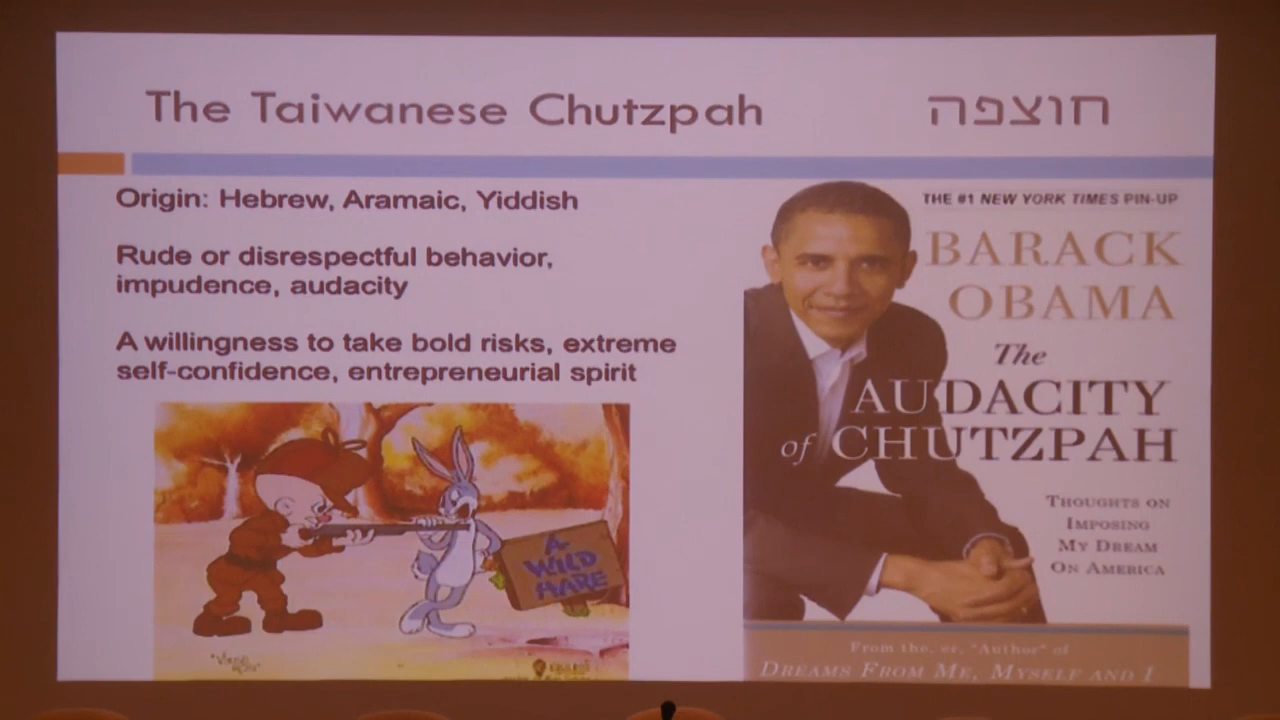 The Taiwanese Chutzpah
חוצפה
Origin: Hebrew, Aramaic, Yiddish
Rude or disrespectful behavior,
impudence, audacity
A willingness to take bold risks, extreme
self-confidence, entrepreneurial spirit
A
WILD
HARE
THE #1 NEW YORK TIMES PIN-UP
BARACK
OBAMA
The
AUDACITY
of CHUTZPAH
THOUGHTS ON
IMPOSING
MY DREAM
ON AMERICA
From the, er, "Author" of
DREAMS FROM ME, MYSELF AND I